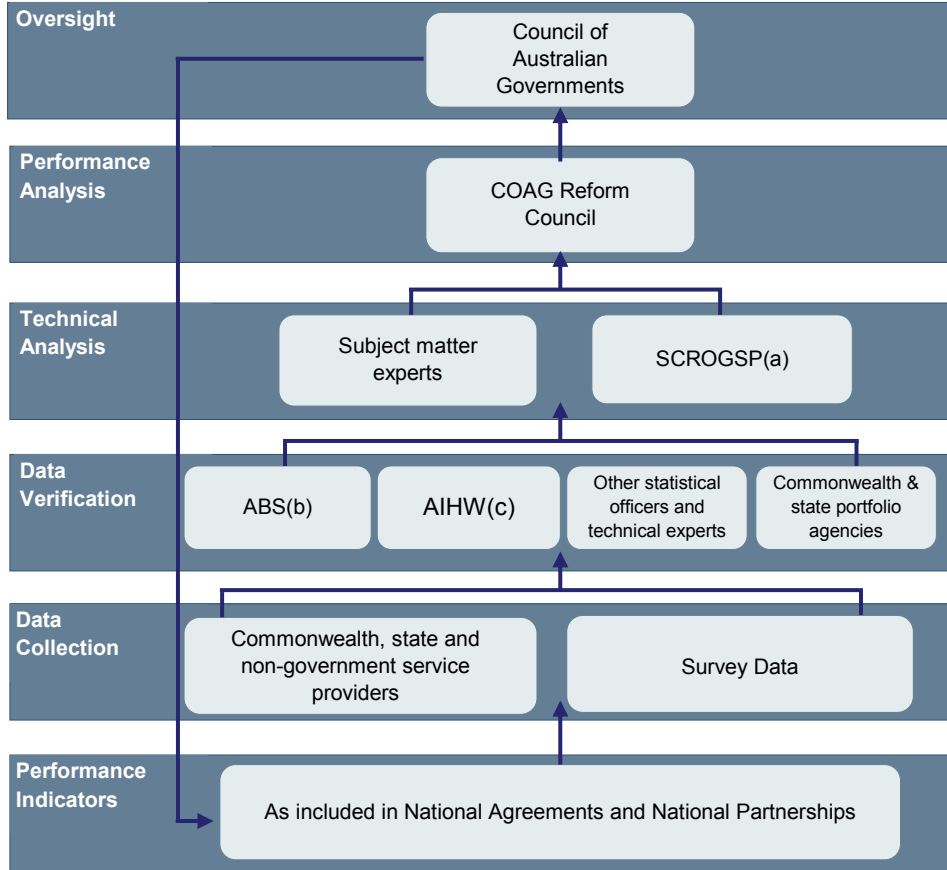 Oversight
Council of
Australian
Governments
Performance
Analysis
COAG Reform
Council
Technical
Analysis
Subject matter
experts
SCROGSP(a)
Data
Verification
ABS(b)
AIHW(c)
Other statistical
officers and
technical experts
Commonwealth &
state portfolio
agencies
Data
Collection
Commonwealth, state and
non-government service
providers
Survey Data
Performance
Indicators
As included in National Agreements and National Partnerships